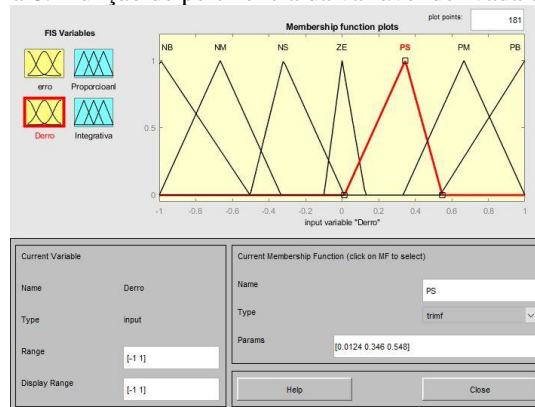 plot points: 181
FIS Variables
Membership function plots
NB NM NS ZE PS PM PB
erro Proporcioanl
Derro Integrativa
1
0.5
0
-1 -0.8 -0.6 -0.4 -0.2 0 0.2 0.4 0.6 0.8 1
input variable "Derro"
Current Variable
Name Derro
Type input
Range [-1 1]
Display Range [-1 1]
Current Membership Function (click on MF to select)
Name PS
Type trimf
Params [0.0124 0.346 0.548]
Help Close